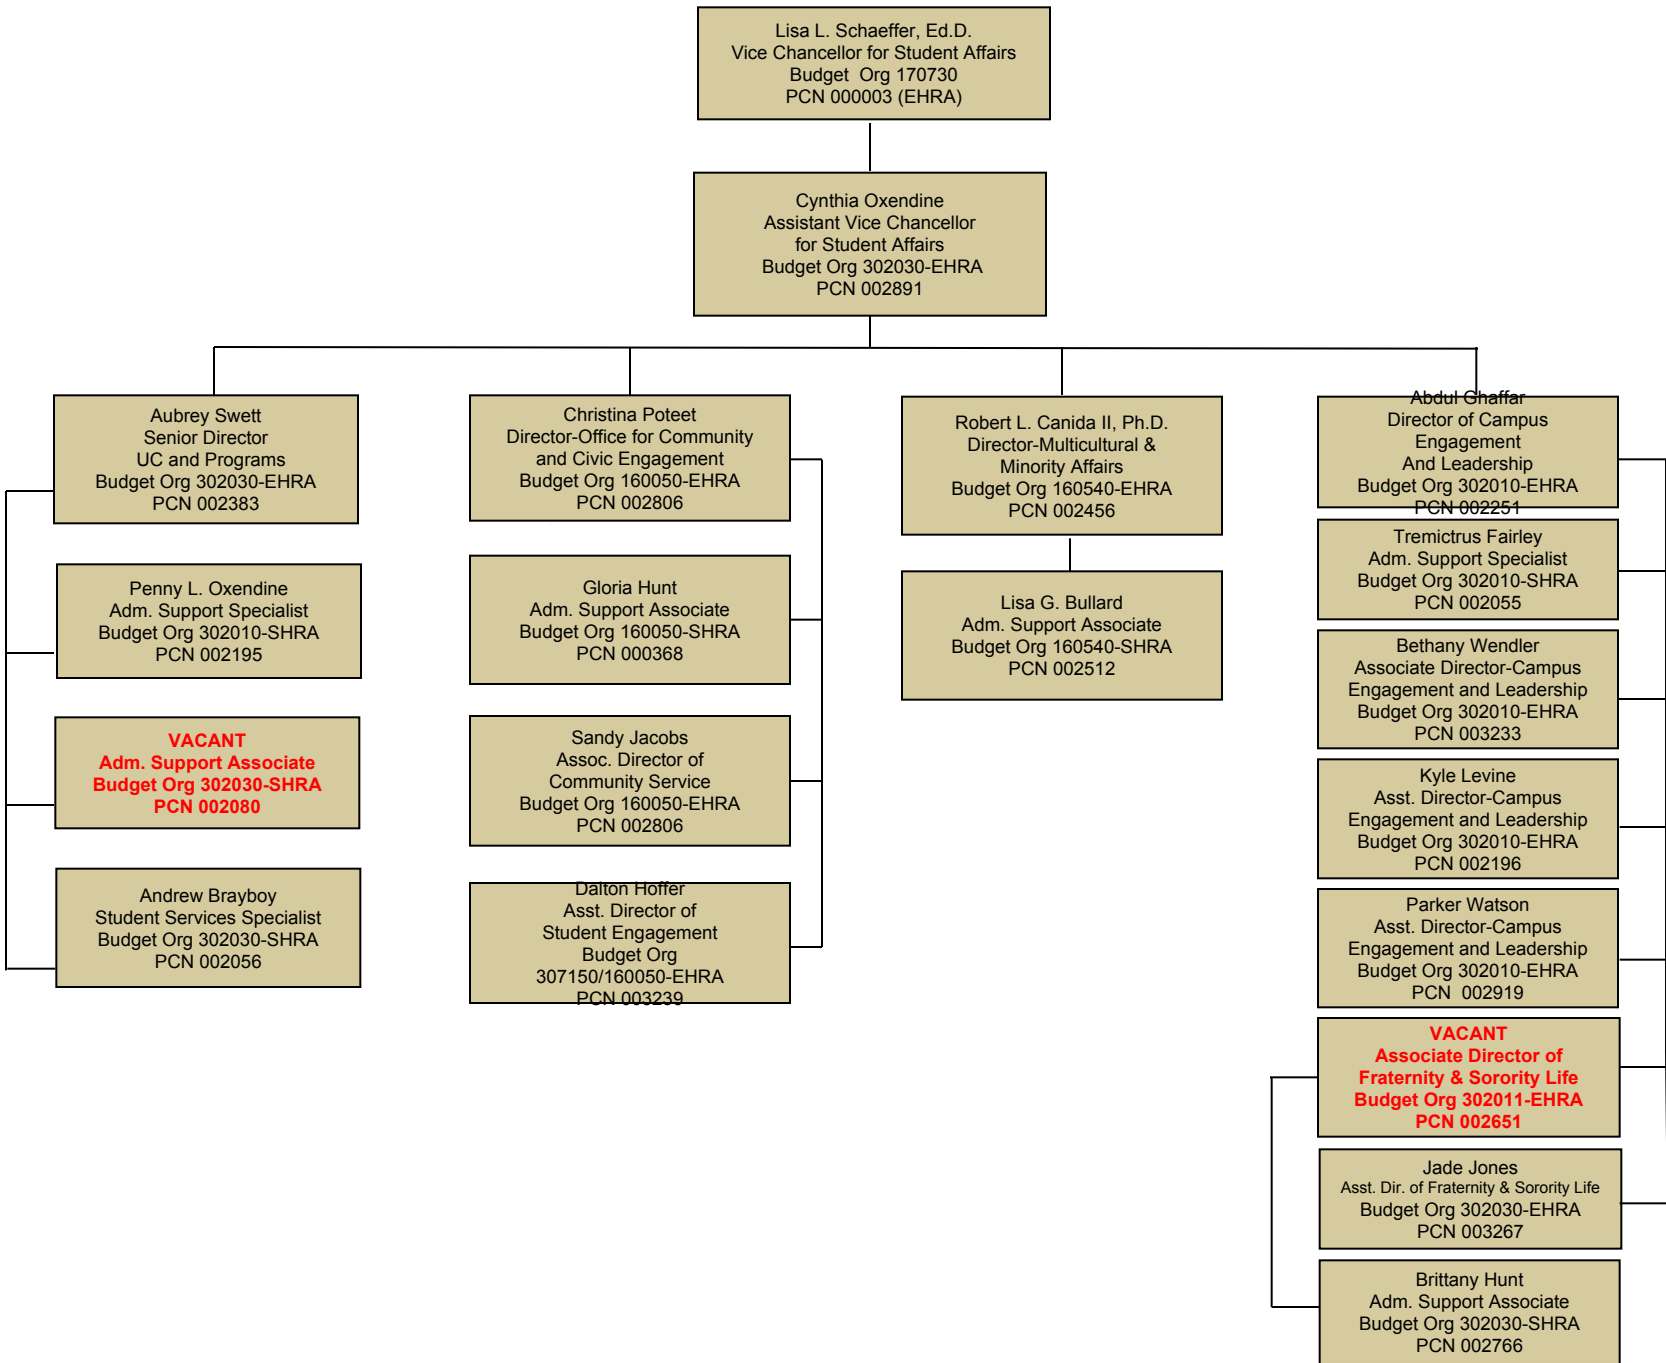 Lisa L. Schaeffer, Ed.D.
Vice Chancellor for Student Affairs
Budget  Org 170730
PCN 000003 (EHRA)
Cynthia Oxendine
Assistant Vice Chancellor
for Student Affairs
Budget Org 302030-EHRA
PCN 002891
Aubrey Swett
Senior Director
UC and Programs
Budget Org 302030-EHRA
PCN 002383
Penny L. Oxendine
Adm. Support Specialist
Budget Org 302010-SHRA
PCN 002195
VACANT
Adm. Support Associate
Budget Org 302030-SHRA
PCN 002080
Andrew Brayboy
Student Services Specialist
Budget Org 302030-SHRA
PCN 002056
Christina Poteet
Director-Office for Community
and Civic Engagement
Budget Org 160050-EHRA
PCN 002806
Gloria Hunt
Adm. Support Associate
Budget Org 160050-SHRA
PCN 000368
Sandy Jacobs
Assoc. Director of
Community Service
Budget Org 160050-EHRA
PCN 002806
Dalton Hoffer
Asst. Director of
Student Engagement
Budget Org
307150/160050-EHRA
PCN 003239
Robert L. Canida II, Ph.D.
Director-Multicultural &
Minority Affairs
Budget Org 160540-EHRA
PCN 002456
Lisa G. Bullard
Adm. Support Associate
Budget Org 160540-SHRA
PCN 002512
Abdul Ghaffar
Director of Campus
Engagement
And Leadership
Budget Org 302010-EHRA
PCN 002251
Tremictrus Fairley
Adm. Support Specialist
Budget Org 302010-SHRA
PCN 002055
Bethany Wendler
Associate Director-Campus
Engagement and Leadership
Budget Org 302010-EHRA
PCN 003233
Kyle Levine
Asst. Director-Campus
Engagement and Leadership
Budget Org 302010-EHRA
PCN 002196
Parker Watson
Asst. Director-Campus
Engagement and Leadership
Budget Org 302010-EHRA
PCN  002919
VACANT
Associate Director of
Fraternity & Sorority Life
Budget Org 302011-EHRA
PCN 002651
Jade Jones
Asst. Dir. of Fraternity & Sorority Life
Budget Org 302030-EHRA
PCN 003267
Brittany Hunt
Adm. Support Associate
Budget Org 302030-SHRA
PCN 002766